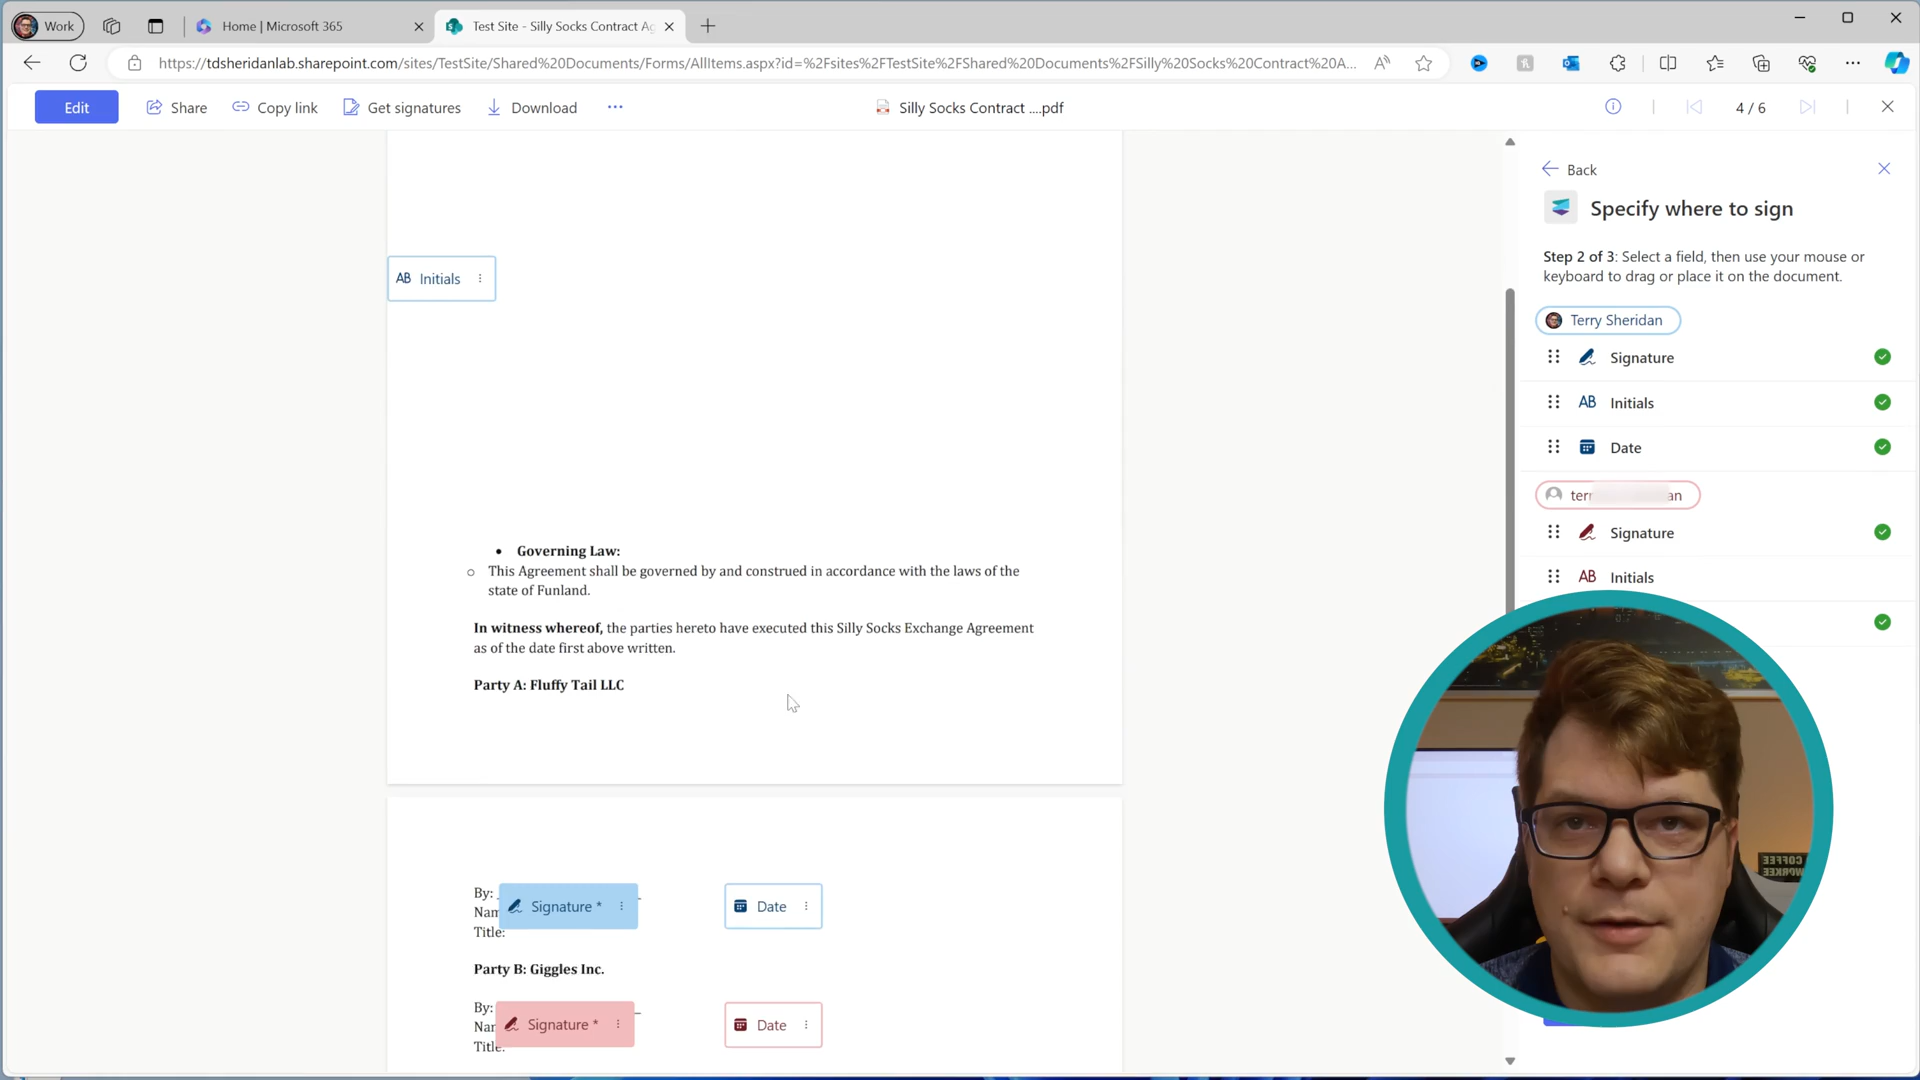 Work
Home | Microsoft 365
Test Site - Silly Socks Contract Ag
https://tdsheridanlab.sharepoint.com/sites/TestSite/Shared%20Documents/Forms/AllItems.aspx?id=%2Fsites%2FTestSite%2FShared%20Documents%2FSilly%20Socks%20Contract%20A...
Edit
Share
Copy link
Get signatures
Download
Silly Socks Contract ....pdf
4 / 6
Back
Specify where to sign
Step 2 of 3: Select a field, then use your mouse or
keyboard to drag or place it on the document.
Terry Sheridan
Signature
AB Initials
Date
terr an
Signature
AB Initials
AB Initials
Governing Law:
This Agreement shall be governed by and construed in accordance with the laws of the
state of Funland.
In witness whereof, the parties hereto have executed this Silly Socks Exchange Agreement
as of the date first above written.
Party A: Fluffy Tail LLC
By:
Nam
Title:
Signature *
Date
Party B: Giggles Inc.
By:
Nam
Title:
Signature *
Date
COFFEE